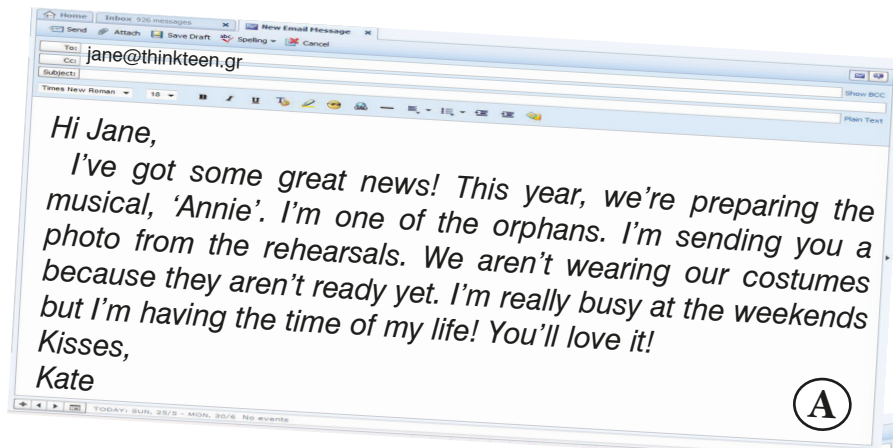 Home Inbox 926 messages × New Email Message ×
Send Attach Save Draft Spelling Cancel
To: jane@thinkteen.gr
Cc:
Show BCC
Subject:
Plain Text
Times New Roman 18 B I U
Hi Jane,
I've got some great news! This year, we're preparing the
musical, ‘Annie’. I'm one of the orphans. I'm sending you a
photo from the rehearsals. We aren't wearing our costumes
because they aren't ready yet. I'm really busy at the weekends
but I'm having the time of my life! You'll love it!
Kisses,
Kate
A
TODAY: SUN, 25/5 - MON, 30/6 No events